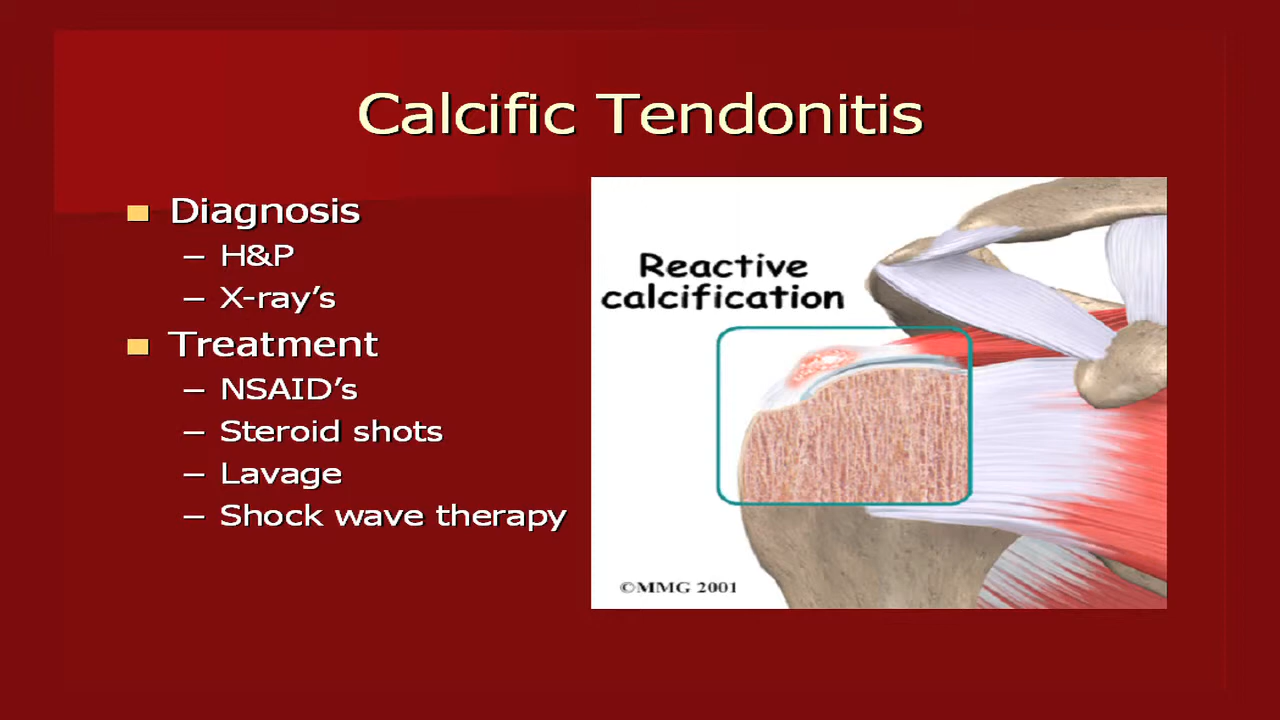 Calcific Tendonitis
■ Diagnosis
– H&P
– X-ray's
■ Treatment
– NSAID's
– Steroid shots
– Lavage
– Shock wave therapy
Reactive
calcification
©MMG 2001